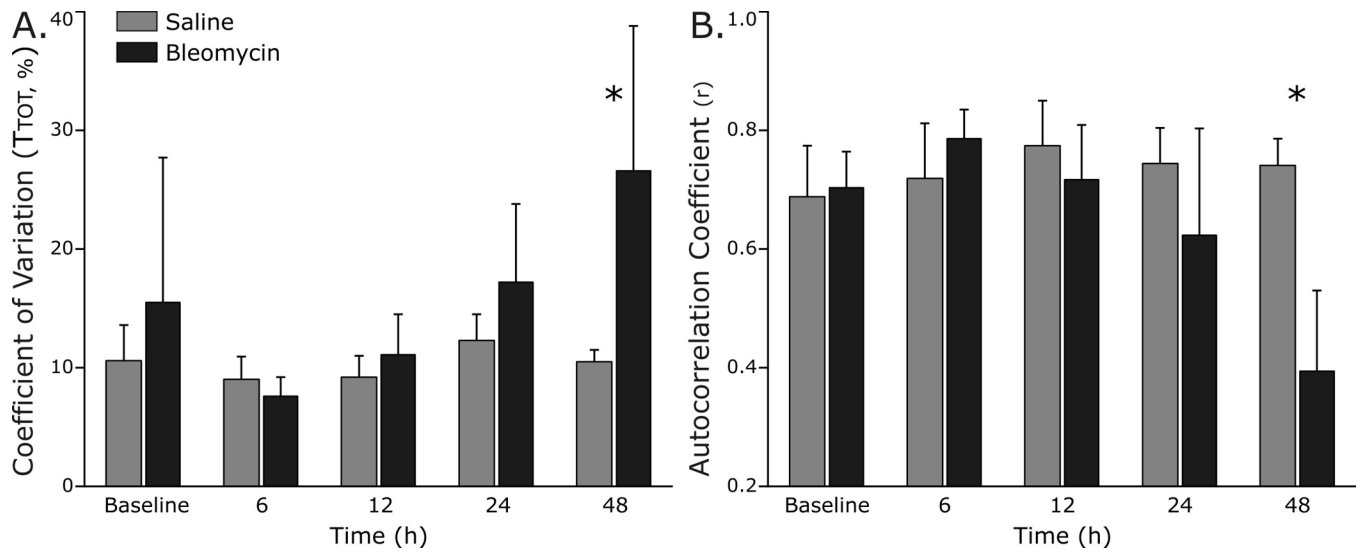 A.
Saline
Bleomycin
Coefficient of Variation (TTOT, %)
40
30
20
10
0
*
Baseline 6 12 24 48
Time (h)
B.
Autocorrelation Coefficient (r)
1.0
0.8
0.6
0.4
0.2
*
Baseline 6 12 24 48
Time (h)